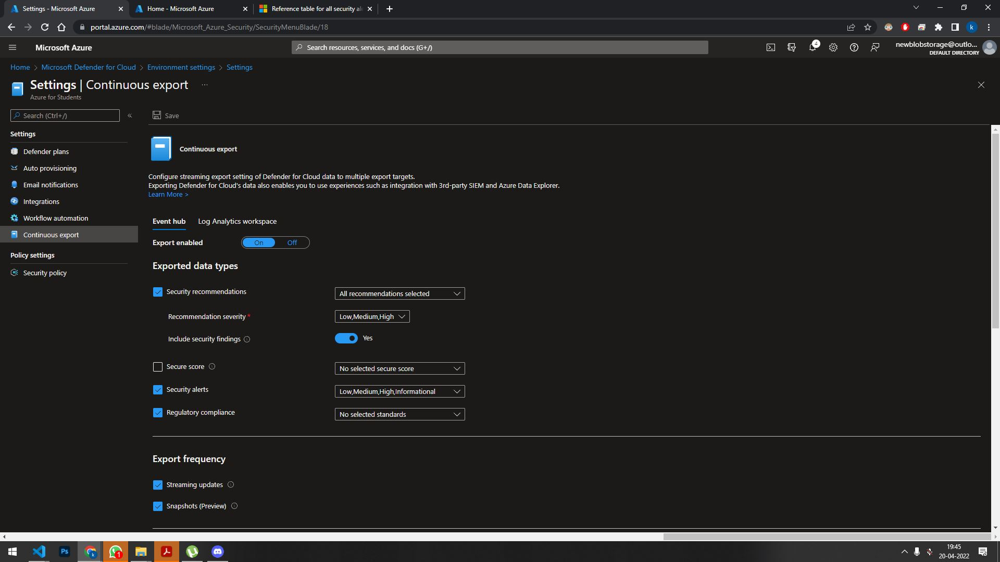 Settings - Microsoft Azure
Home - Microsoft Azure
Reference table for all security al
portal.azure.com/#blade/Microsoft_Azure_Security/SecurityMenuBlade/18
k
Microsoft Azure
Search resources, services, and docs (G+/)
4
newblobstorage@outlo...
DEFAULT DIRECTORY
Home > Microsoft Defender for Cloud > Environment settings > Settings
Settings | Continuous export ...
Azure for Students
Search (Ctrl+/)
«
Save
Settings
Defender plans
Auto provisioning
Email notifications
Integrations
Workflow automation
Continuous export
Policy settings
Security policy
Continuous export
Configure streaming export setting of Defender for Cloud data to multiple export targets.
Exporting Defender for Cloud's data also enables you to use experiences such as integration with 3rd-party SIEM and Azure Data Explorer.
Learn More >
Event hub Log Analytics workspace
Export enabled On Off
Exported data types
Security recommendations All recommendations selected
Recommendation severity * Low,Medium,High
Include security findings Yes
Secure score No selected secure score
Security alerts Low,Medium,High,Informational
Regulatory compliance No selected standards
Export frequency
Streaming updates
Snapshots (Preview)
Ps
k
1
19:45
20-04-2022